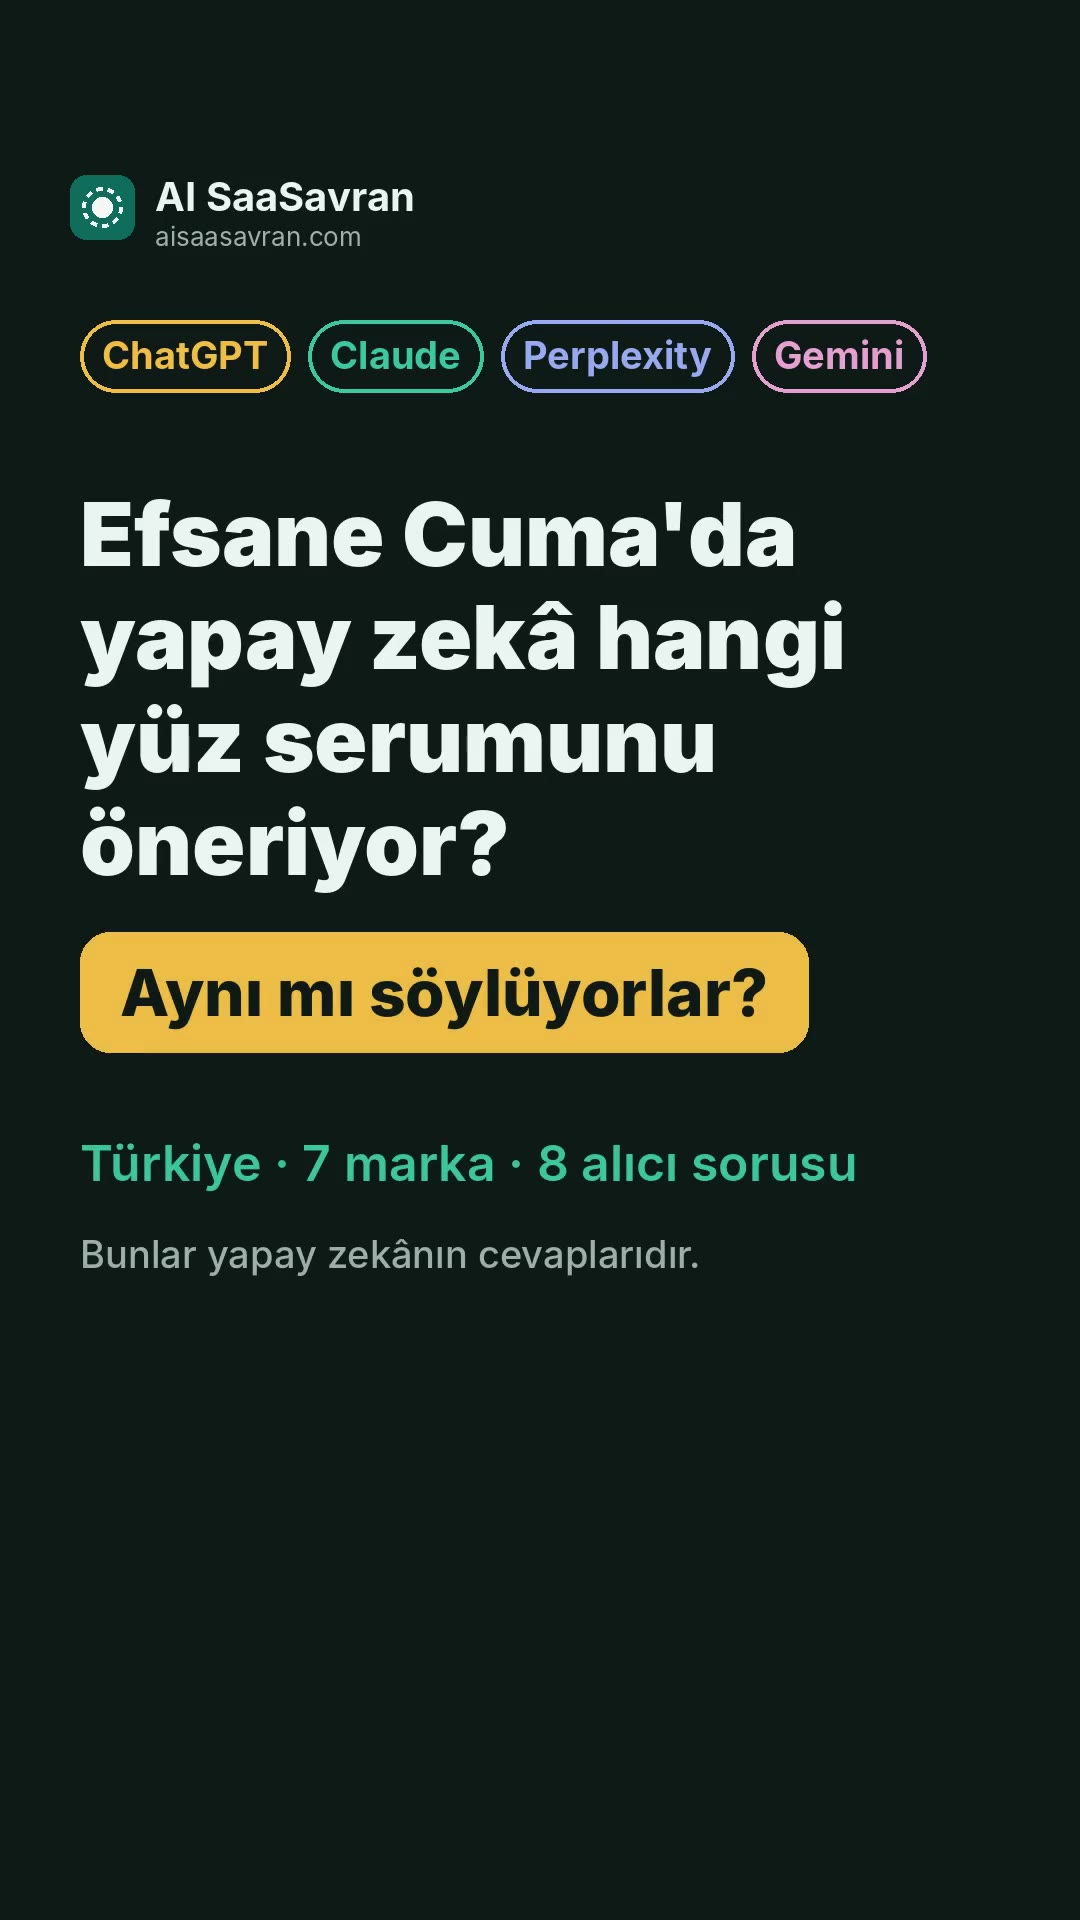 AI SaaSavran
aisaasavran.com
ChatGPT Claude Perplexity Gemini
Efsane Cuma'da
yapay zekâ hangi
yüz serumunu
öneriyor?
Aynı mı söylüyorlar?
Türkiye · 7 marka · 8 alıcı sorusu
Bunlar yapay zekânın cevaplarıdır.